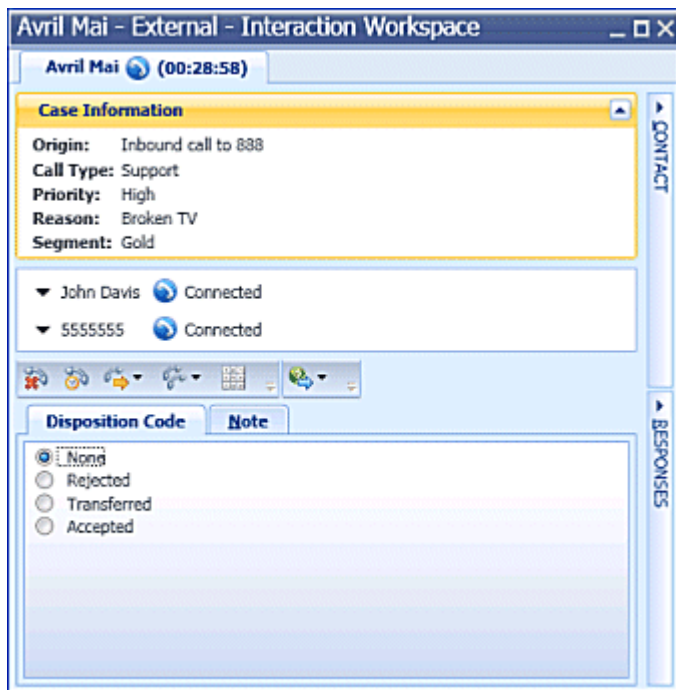 Avril Mai - External - Interaction Workspace
Avril Mai (00:28:58)
Case Information
Origin: Inbound call to 888
Call Type: Support
Priority: High
Reason: Broken TV
Segment: Gold
John Davis Connected
5555555 Connected
Disposition Code Note
None
Rejected
Transferred
Accepted
CONTACT
RESPONSES